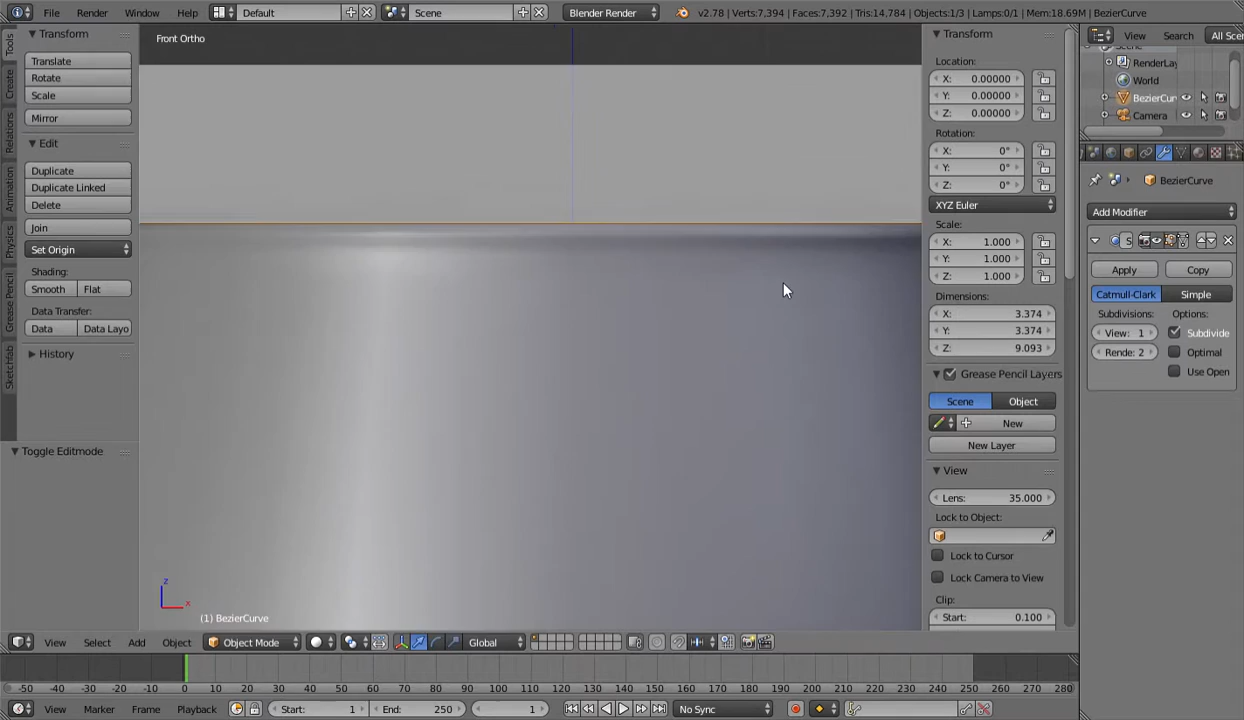 File Render Window Help Default Scene Blender Render v2.78 | Verts:7,394 | Faces:7,392 | Tris:14,784 | Objects:1/3 | Lamps:0/1 | Mem:18.69M | BezierCurve View Search All Scen
Tools
Create
Relations
Animation
Physics
Grease Pencil
Sketchfab
Transform
Translate
Rotate
Scale
Mirror
Edit
Duplicate
Duplicate Linked
Delete
Join
Set Origin
Shading:
Smooth Flat
Data Transfer:
Data Data Layo
History
Toggle Editmode
Front Ortho
z
x
(1) BezierCurve
Transform
Location:
X: 0.00000
Y: 0.00000
Z: 0.00000
Rotation:
X: 0°
Y: 0°
Z: 0°
XYZ Euler
Scale:
X: 1.000
Y: 1.000
Z: 1.000
Dimensions:
X: 3.374
Y: 3.374
Z: 9.093
Grease Pencil Layers
Scene Object
New
New Layer
View
Lens: 35.000
Lock to Object:
Lock to Cursor
Lock Camera to View
Clip:
Start: 0.100
RenderLay
World
BezierCur
Camera
BezierCurve
Add Modifier
S
Apply Copy
Catmull-Clark Simple
Subdivisions: Options:
View: 1 Subdivide
Rende: 2 Optimal
Use Open
View Select Add Object Object Mode Global
-50 -40 -30 -20 -10 0 10 20 30 40 50 60 70 80 90 100 110 120 130 140 150 160 170 180 190 200 210 220 230 240 250 260 270 280
View Marker Frame Playback Start: 1 End: 250 1 No Sync